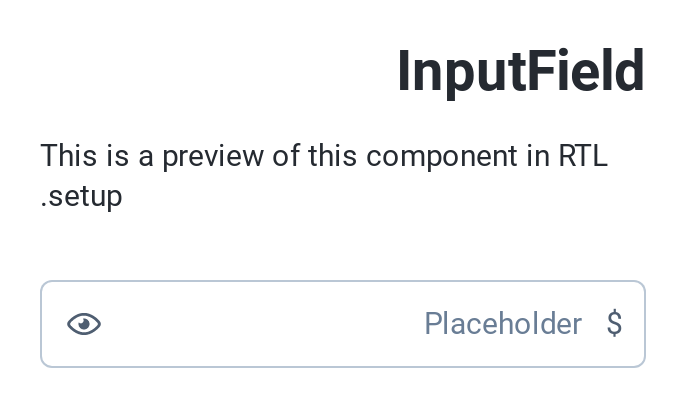 InputField
This is a preview of this component in RTL
.setup
Placeholder $